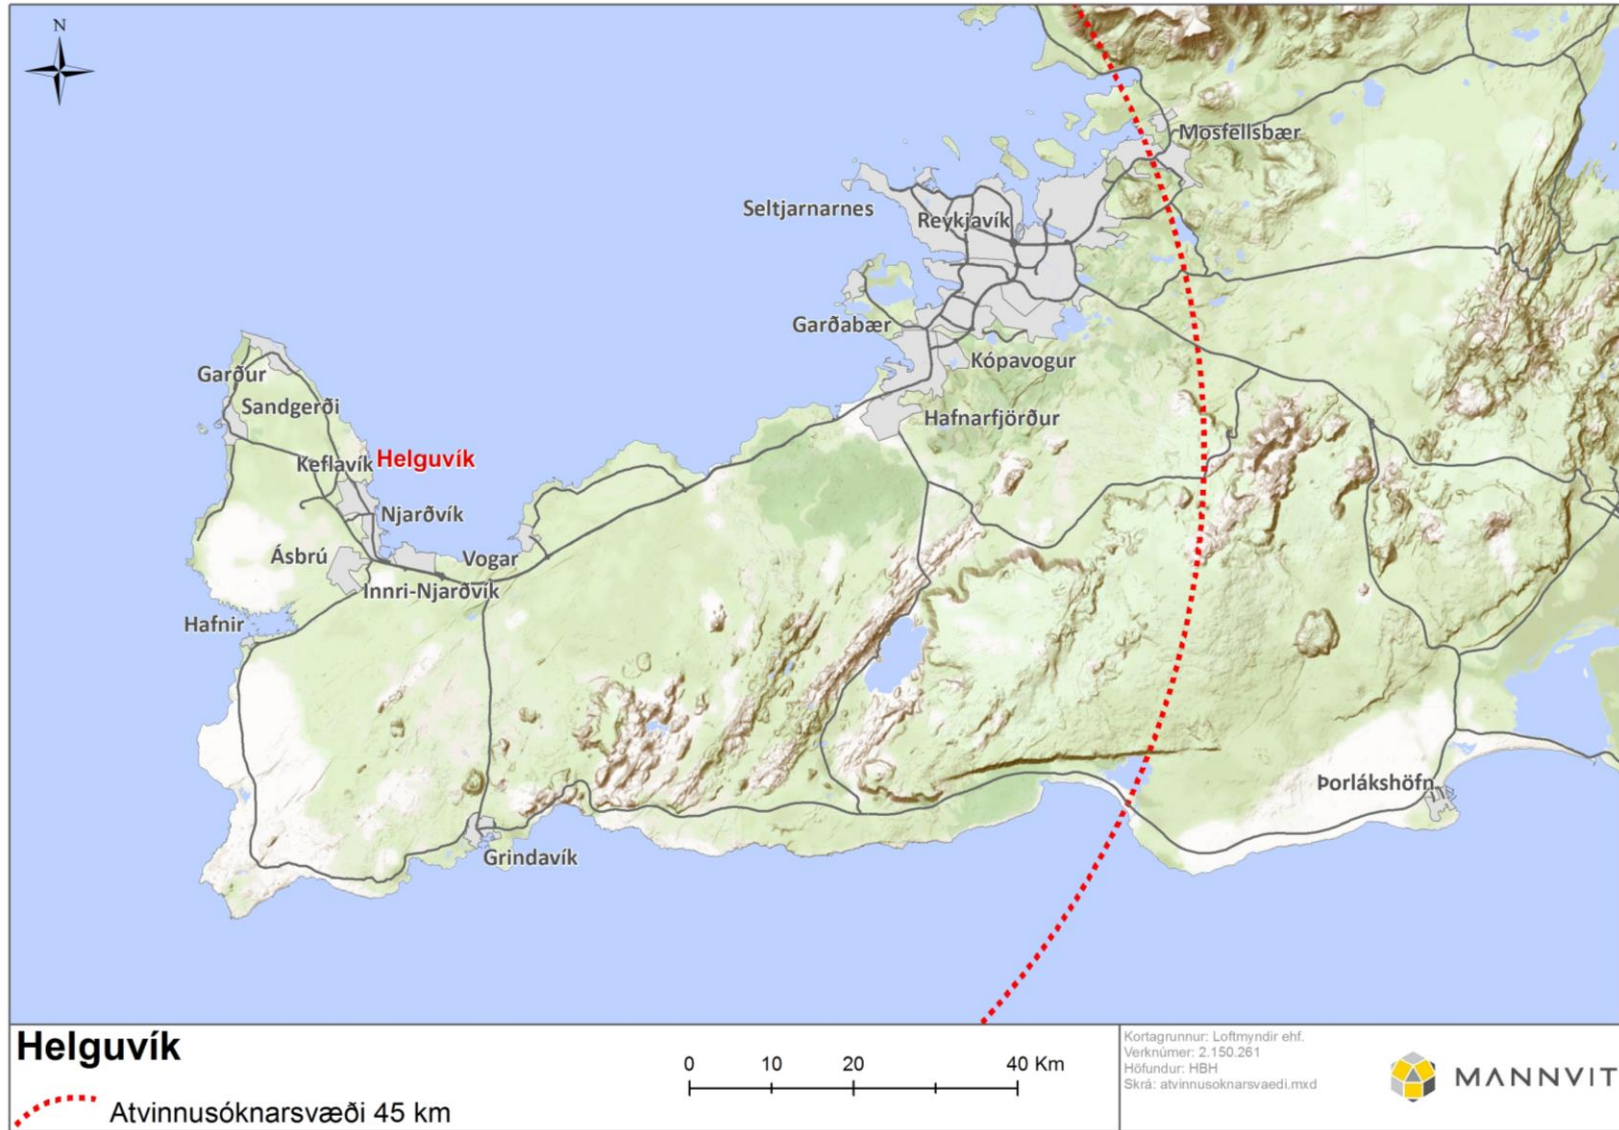 N
Mosfellsbær
Seltjarnarnes
Reykjavík
Garðabær
Kópavogur
Garður
Sandgerði
Hafnarfjörður
Keflavík
Helguvík
Njarðvík
Ásbrú
Vogar
Innri-Njarðvík
Hafnir
Þorlákshöfn
Grindavík
Helguvík
Atvinnusóknarsvæði 45 km
0 10 20 40 Km
Kortagrunnur: Loftmyndir ehf.
Verknúmer: 2.150.261
Höfundur: HBH
Skrá: atvinnusoknarsvaedi.mxd
MANNVIT